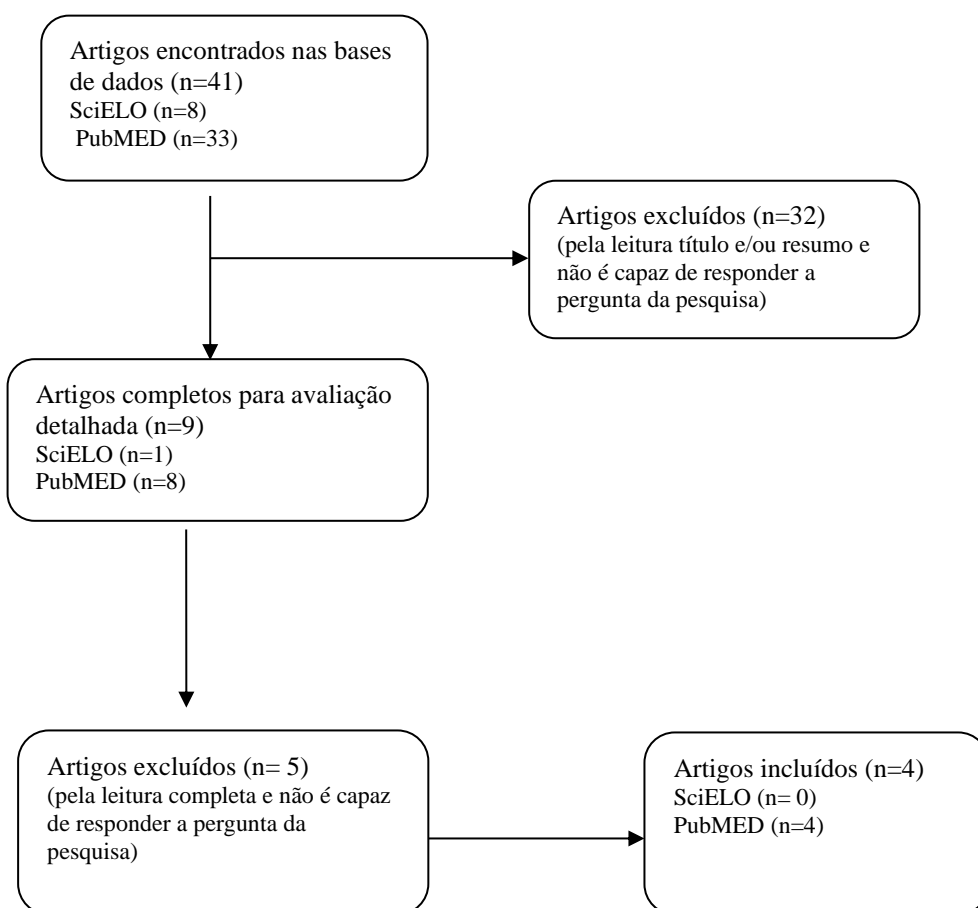 Artigos encontrados nas bases
de dados (n=41)
SciELO (n=8)
PubMED (n=33)
Artigos excluídos (n=32)
(pela leitura título e/ou resumo e
não é capaz de responder a
pergunta da pesquisa)
Artigos completos para avaliação
detalhada (n=9)
SciELO (n=1)
PubMED (n=8)
Artigos excluídos (n= 5)
(pela leitura completa e não é capaz
de responder a pergunta da
pesquisa)
Artigos incluídos (n=4)
SciELO (n= 0)
PubMED (n=4)